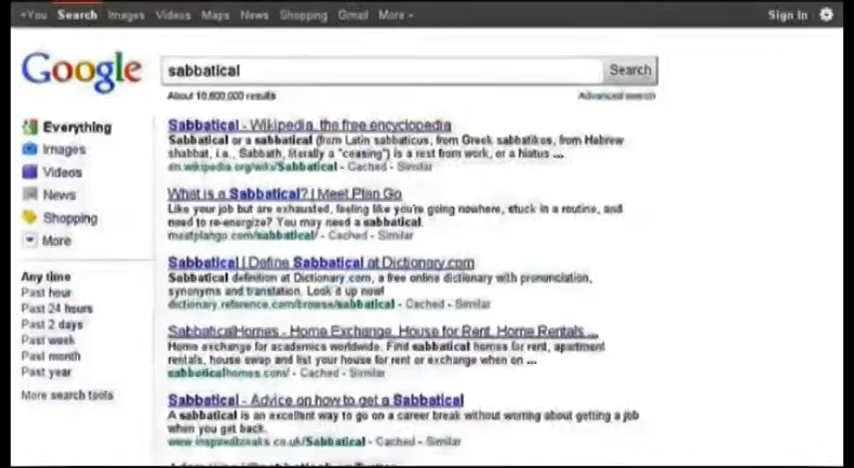 +You Search Images Videos Maps News Shopping Gmail More Sign in
Google
sabbatical
Search
About 10,800,000 results
Advanced search
Everything
Images
Videos
News
Shopping
More
Any time
Past hour
Past 24 hours
Past 2 days
Past week
Past month
Past year
More search tools
Sabbatical - Wikipedia, the free encyclopedia
Sabbatical or a sabbatical (from Latin sabbaticus, from Greek sabbatikos, from Hebrew
shabbat, i.e., Sabbath, literally a "ceasing") is a rest from work, or a hiatus ...
en.wikipedia.org/wiki/Sabbatical - Cached - Similar
What is a Sabbatical? | Meet Plan Go
Like your job but are exhausted, feeling like you're going nowhere, stuck in a routine, and
need to re-energize? You may need a sabbatical.
meetplango.com/sabbatical/ - Cached - Similar
Sabbatical | Define Sabbatical at Dictionary.com
Sabbatical definition at Dictionary.com, a free online dictionary with pronunciation,
synonyms and translation. Look it up now!
dictionary.reference.com/browse/sabbatical - Cached - Similar
SabbaticalHomes - Home Exchange, House for Rent, Home Rentals ...
Home exchange for academics worldwide. Find sabbatical homes for rent, apartment
rentals, house swap and list your house for rent or exchange when on ...
sabbaticalhomes.com/ - Cached - Similar
Sabbatical - Advice on how to get a Sabbatical
A sabbatical is an excellent way to go on a career break without worring about getting a job
when you get back.
www.inspiredbreaks.co.uk/Sabbatical - Cached - Similar